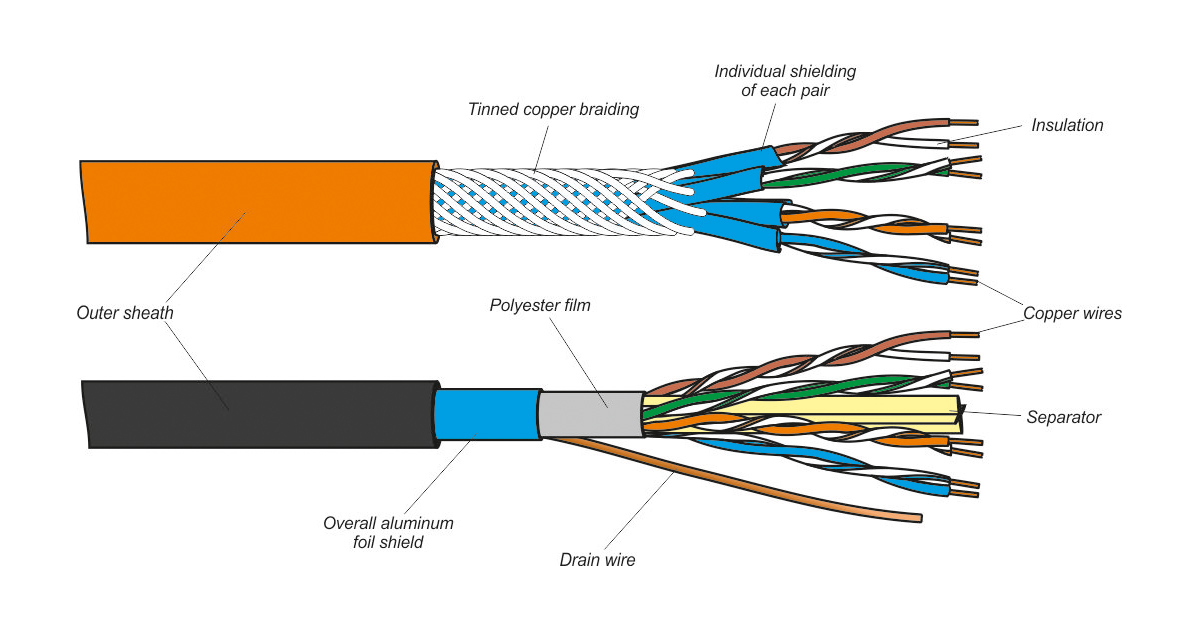 Individual shielding
of each pair
Tinned copper braiding
Insulation
Outer sheath
Polyester film
Copper wires
Separator
Overall aluminum
foil shield
Drain wire